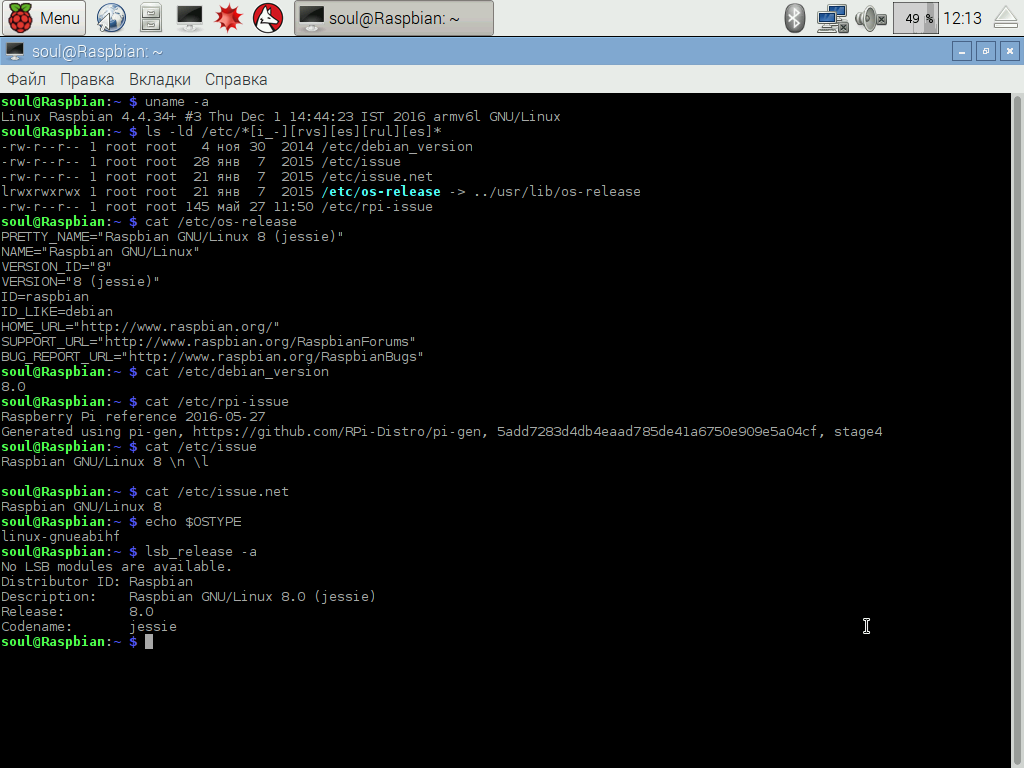 Menu soul@Raspbian: ~ 49 % 12:13
soul@Raspbian: ~
Файл Правка Вкладки Справка
soul@Raspbian:~ $ uname -a
Linux Raspbian 4.4.34+ #3 Thu Dec 1 14:44:23 IST 2016 armv6l GNU/Linux
soul@Raspbian:~ $ ls -ld /etc/*[i_-][rvs][es][rul][es]*
-rw-r--r-- 1 root root   4 ноя 30  2014 /etc/debian_version
-rw-r--r-- 1 root root  28 янв  7  2015 /etc/issue
-rw-r--r-- 1 root root  21 янв  7  2015 /etc/issue.net
lrwxrwxrwx 1 root root  21 янв  7  2015 /etc/os-release -> ../usr/lib/os-release
-rw-r--r-- 1 root root 145 май 27 11:50 /etc/rpi-issue
soul@Raspbian:~ $ cat /etc/os-release
PRETTY_NAME="Raspbian GNU/Linux 8 (jessie)"
NAME="Raspbian GNU/Linux"
VERSION_ID="8"
VERSION="8 (jessie)"
ID=raspbian
ID_LIKE=debian
HOME_URL="http://www.raspbian.org/"
SUPPORT_URL="http://www.raspbian.org/RaspbianForums"
BUG_REPORT_URL="http://www.raspbian.org/RaspbianBugs"
soul@Raspbian:~ $ cat /etc/debian_version
8.0
soul@Raspbian:~ $ cat /etc/rpi-issue
Raspberry Pi reference 2016-05-27
Generated using pi-gen, https://github.com/RPi-Distro/pi-gen, 5add7283d4db4eaad785de41a6750e909e5a04cf, stage4
soul@Raspbian:~ $ cat /etc/issue
Raspbian GNU/Linux 8 \n \l
soul@Raspbian:~ $ cat /etc/issue.net
Raspbian GNU/Linux 8
soul@Raspbian:~ $ echo $OSTYPE
linux-gnueabihf
soul@Raspbian:~ $ lsb_release -a
No LSB modules are available.
Distributor ID: Raspbian
Description:    Raspbian GNU/Linux 8.0 (jessie)
Release:        8.0
Codename:       jessie
soul@Raspbian:~ $